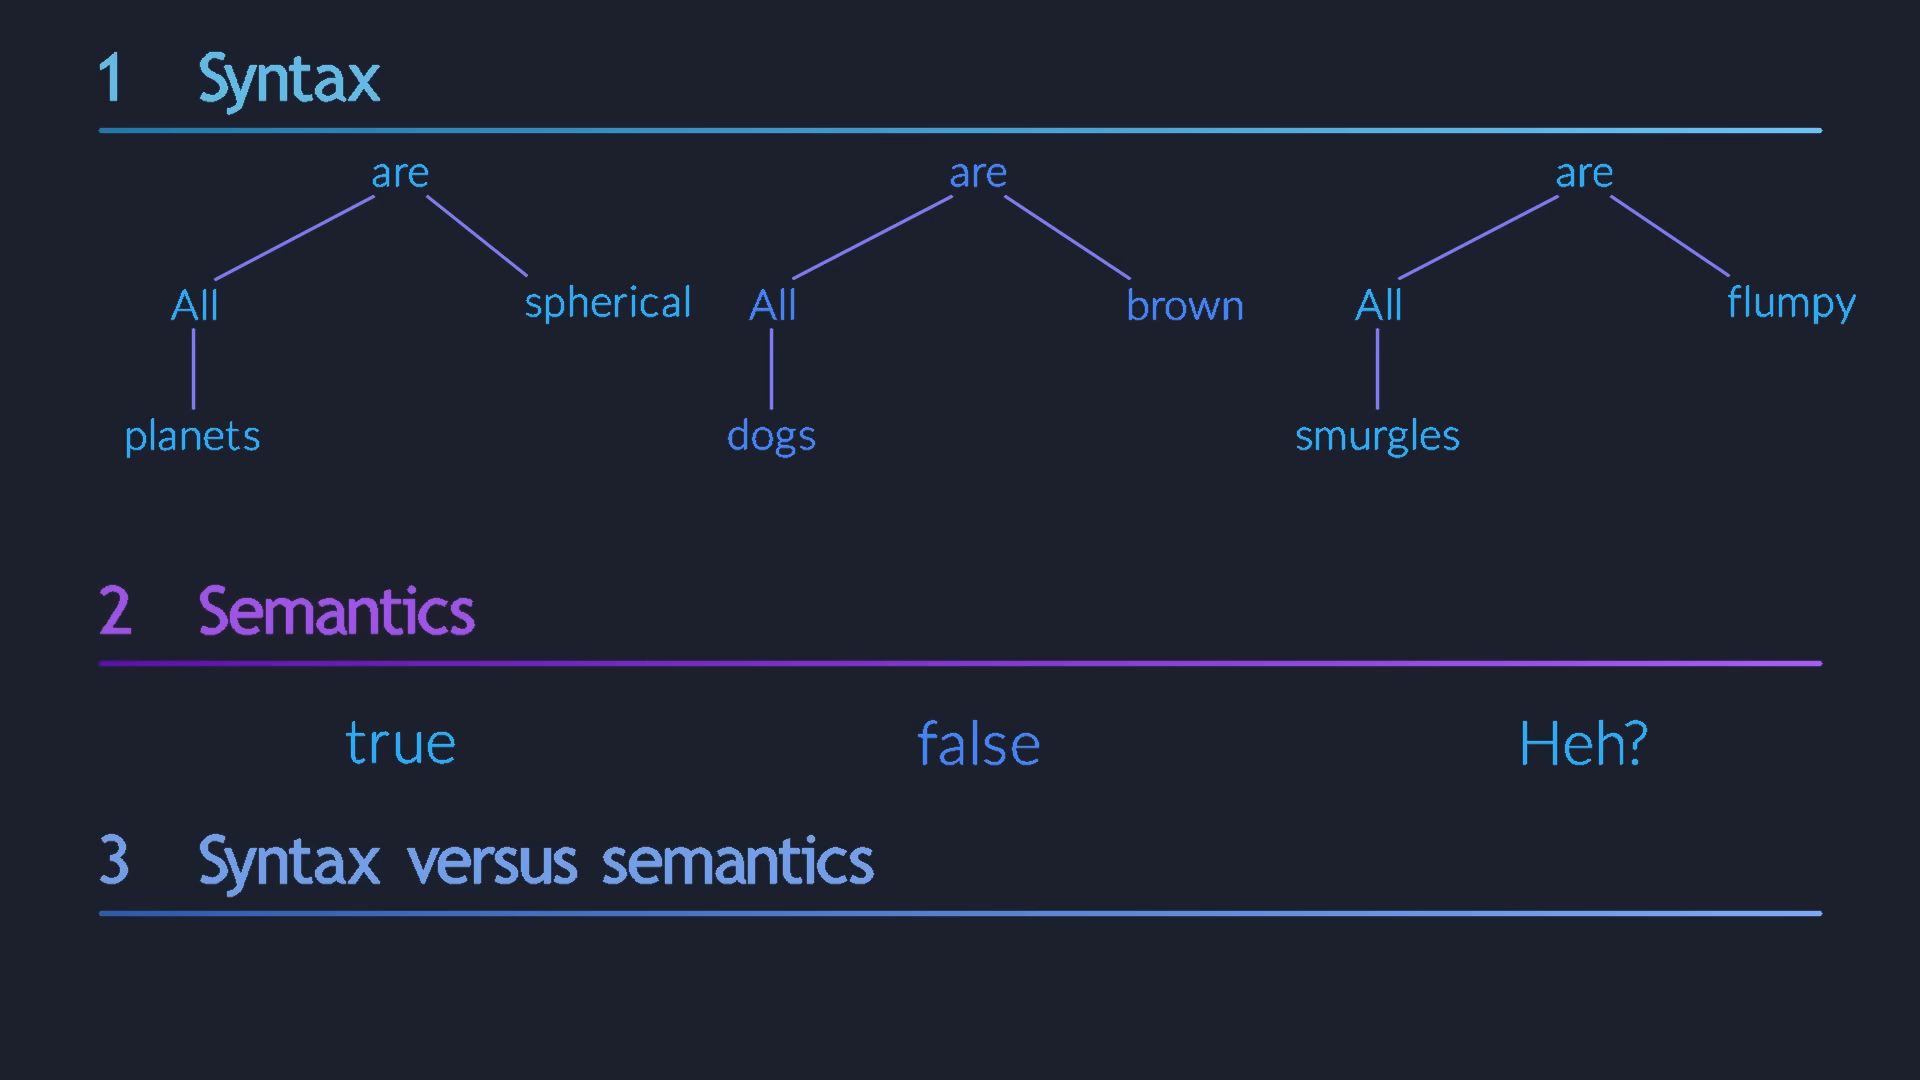 1 Syntax
are are are
All spherical All brown All flumpy
planets dogs smurgles
2 Semantics
true false Heh?
3 Syntax versus semantics